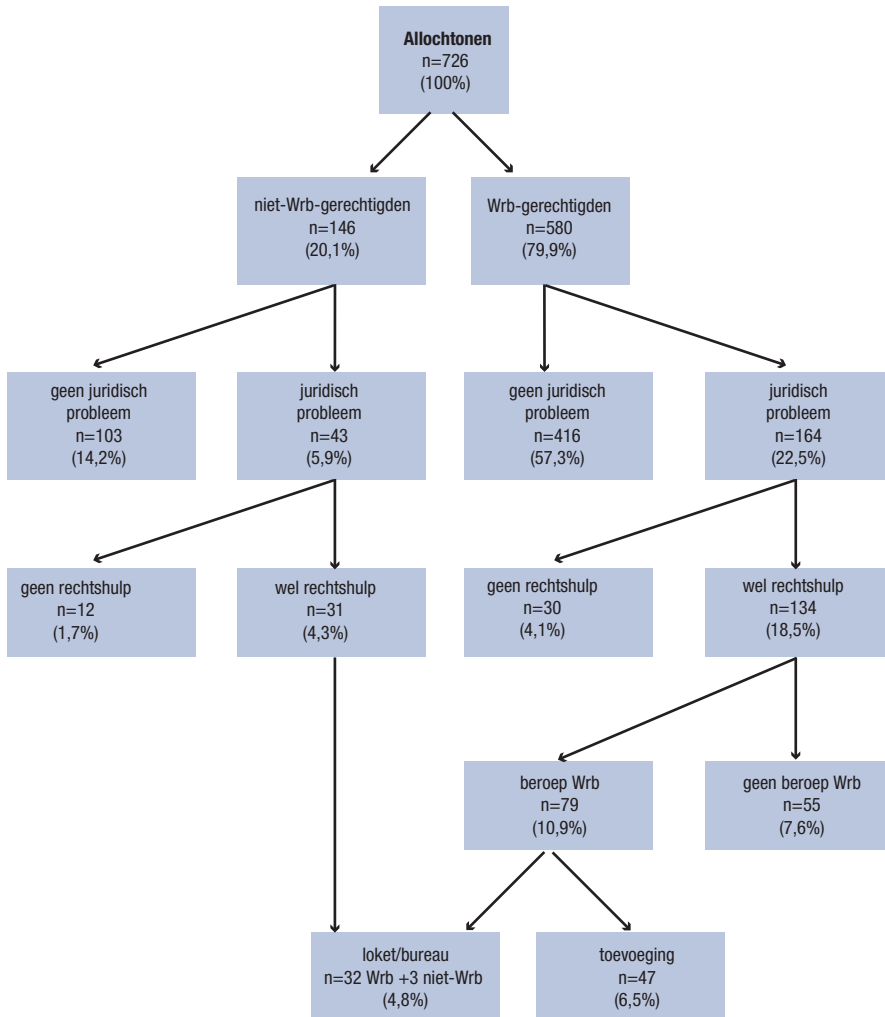 Allochtonen
n=726
(100%)
niet-Wrb-gerechtigden
n=146
(20,1%)
Wrb-gerechtigden
n=580
(79,9%)
geen juridisch
probleem
n=103
(14,2%)
juridisch
probleem
n=43
(5,9%)
geen juridisch
probleem
n=416
(57,3%)
juridisch
probleem
n=164
(22,5%)
geen rechtshulp
n=12
(1,7%)
wel rechtshulp
n=31
(4,3%)
geen rechtshulp
n=30
(4,1%)
wel rechtshulp
n=134
(18,5%)
beroep Wrb
n=79
(10,9%)
geen beroep Wrb
n=55
(7,6%)
loket/bureau
n=32 Wrb +3 niet-Wrb
(4,8%)
toevoeging
n=47
(6,5%)